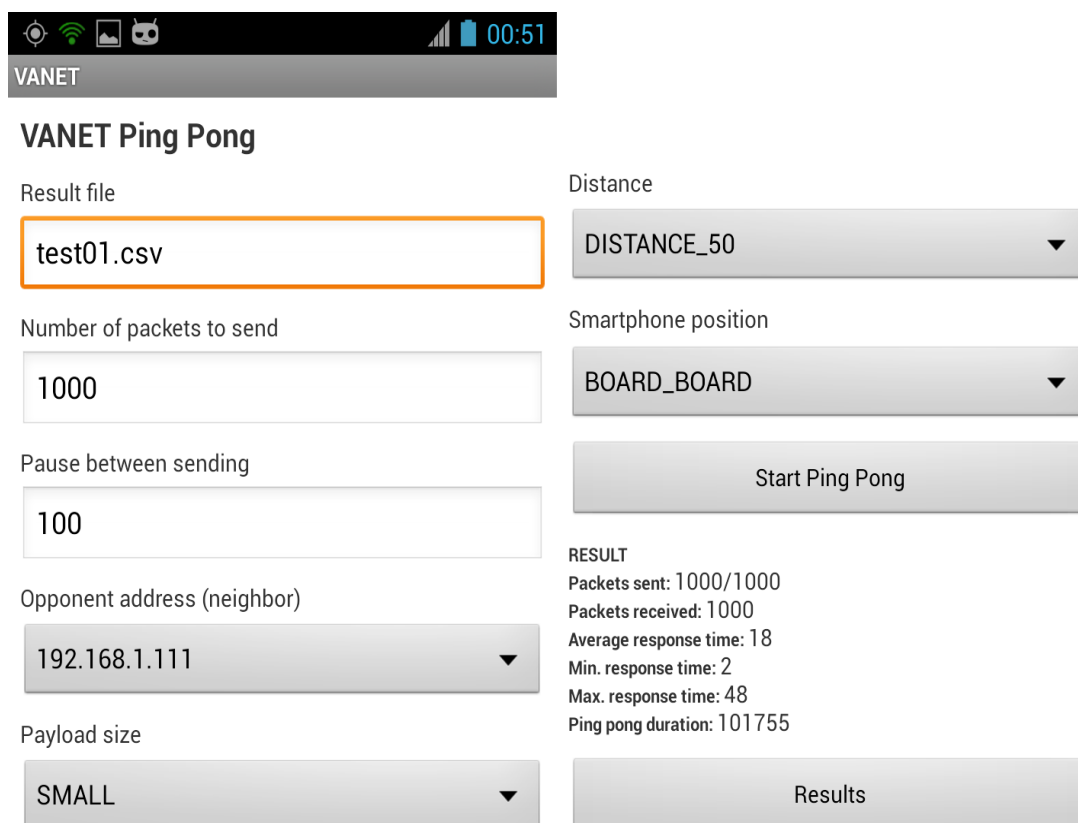 00:51
VANET
VANET Ping Pong
Result file
test01.csv
Number of packets to send
1000
Pause between sending
100
Opponent address (neighbor)
192.168.1.111
Payload size
SMALL
Distance
DISTANCE_50
Smartphone position
BOARD_BOARD
Start Ping Pong
RESULT
Packets sent: 1000/1000
Packets received: 1000
Average response time: 18
Min. response time: 2
Max. response time: 48
Ping pong duration: 101755
Results